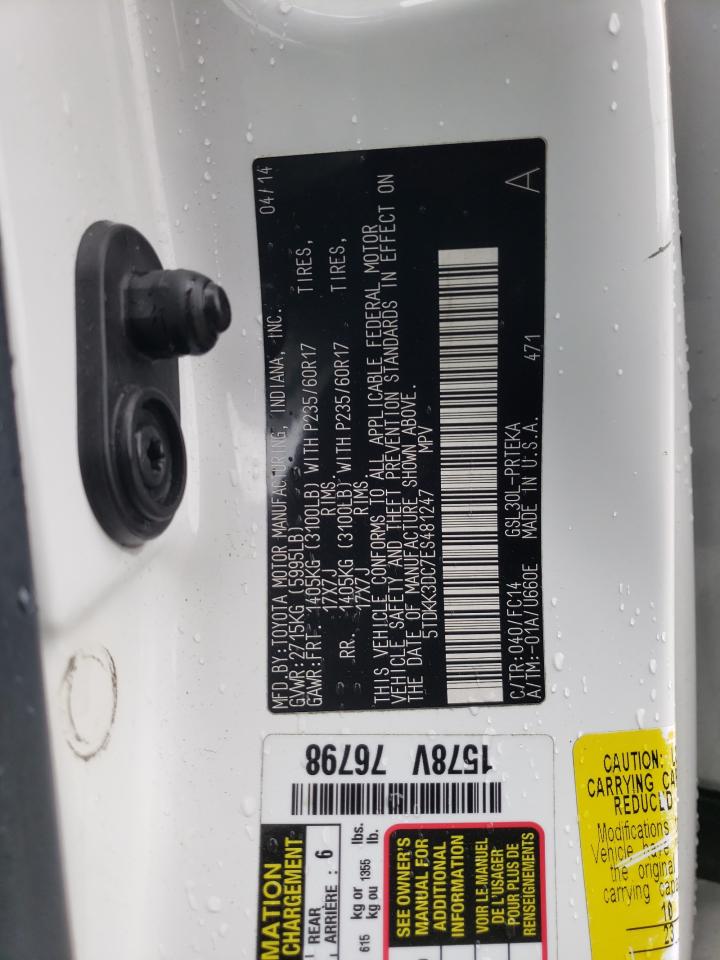 MFD BY:TOYOTA MOTOR MANUFACTURING, INDIANA, INC. 04/14
GVWR:2715KG (5995LB)
GAWR:FRT 1405KG (3100LB) WITH P235/60R17 TIRES,
17X7J RIMS,
RR. 1405KG (3100LB) WITH P235/60R17 TIRES,
17X7J RIMS.
THIS VEHICLE CONFORMS TO ALL APPLICABLE FEDERAL MOTOR
VEHICLE SAFETY AND THEFT PREVENTION STANDARDS IN EFFECT ON
THE DATE OF MANUFACTURE SHOWN ABOVE.
5TDKK3DC7ES481247 MPV
C/TR:040/FC14 GSL30L-PRTEKA
A/TM:-01A/U660E MADE IN U.S.A. 471 A
1578V 76798
MATION
CHARGEMENT
REAR
ARRIÈRE : 6
615 kg or 1355 lbs.
kg ou lb.
SEE OWNER'S
MANUAL FOR
ADDITIONAL
INFORMATION
VOIR LE MANUEL
DE L'USAGER
POUR PLUS DE
RENSEIGNEMENTS
CAUTION:
CARRYING
REDUCED
Modifications
Vehicle have
the original
carrying